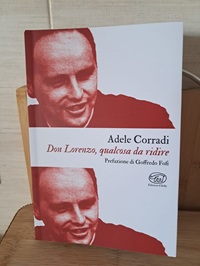 Adele Corradi
Don Lorenzo, qualcosa da ridire
Prefazione di Goffredo Fofi